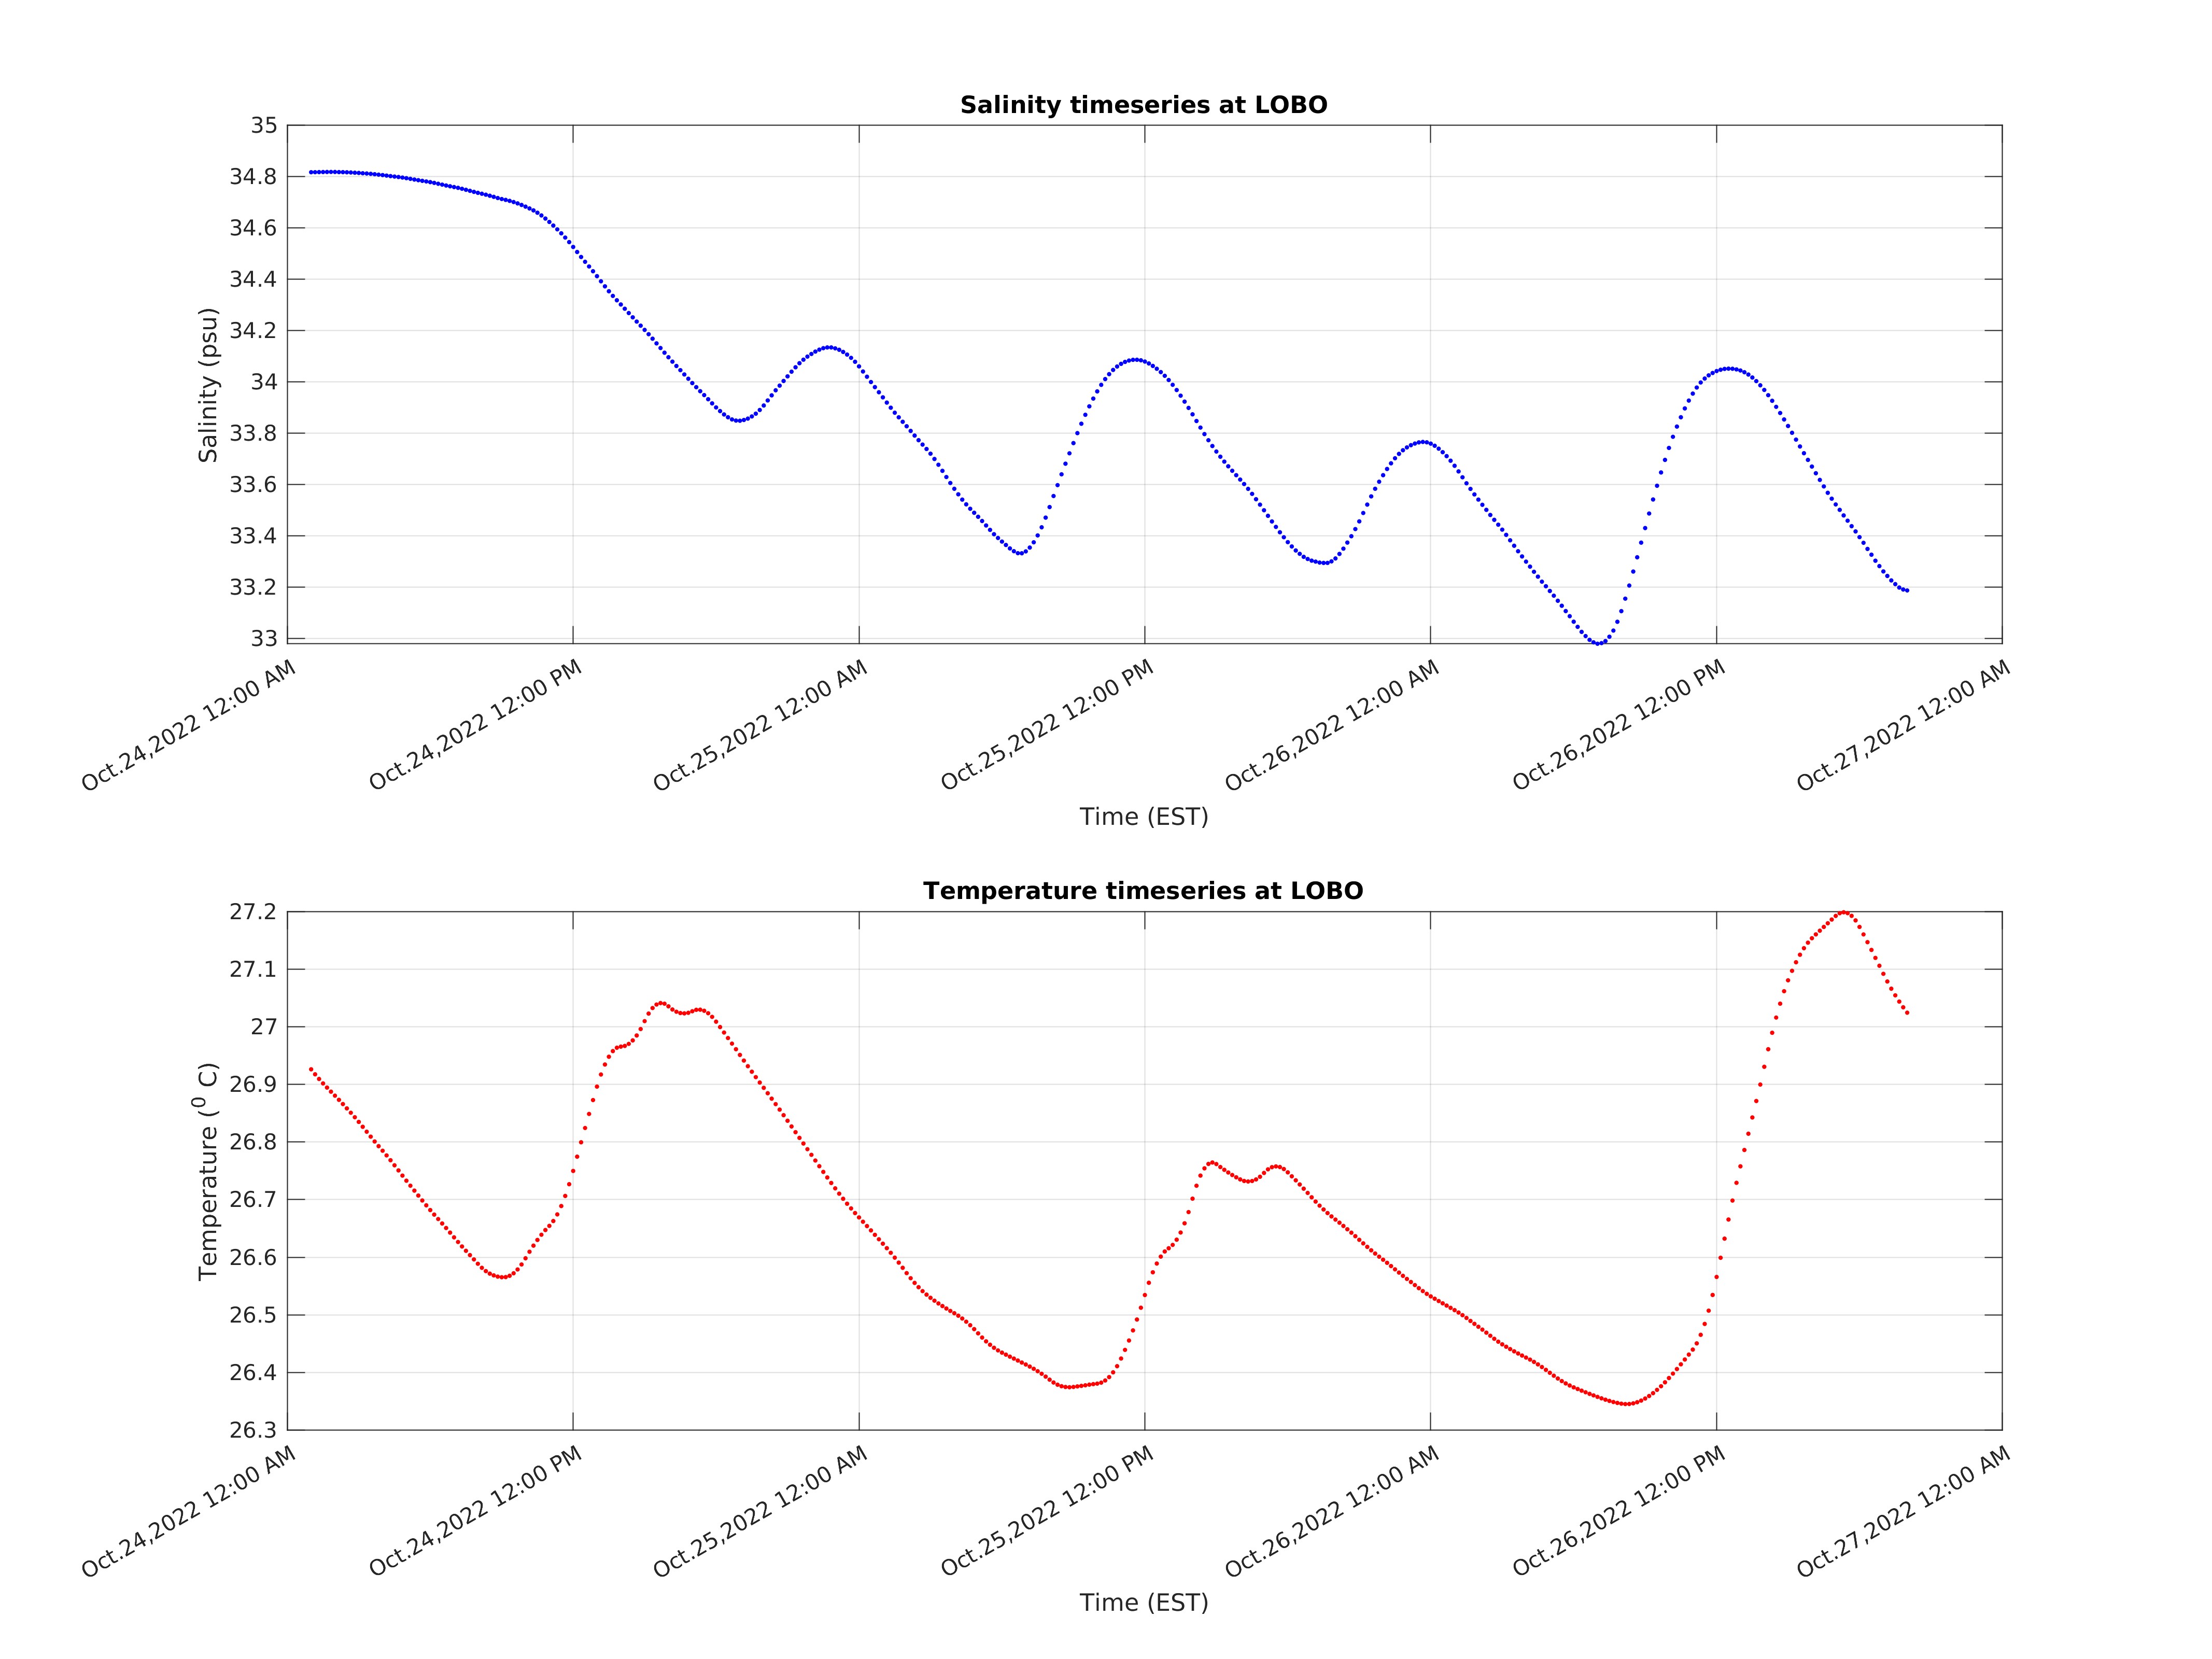 Salinity timeseries at LOBO
35
34.8
34.6
34.4
34.2
34
33.8
33.6
33.4
33.2
33
Salinity (psu)
Oct.24,2022 12:00 AM
Oct.24,2022 12:00 PM
Oct.25,2022 12:00 AM
Oct.25,2022 12:00 PM
Oct.26,2022 12:00 AM
Oct.26,2022 12:00 PM
Oct.27,2022 12:00 AM
Time (EST)
Temperature timeseries at LOBO
27.2
27.1
27
26.9
26.8
26.7
26.6
26.5
26.4
26.3
Temperature (⁰ C)
Oct.24,2022 12:00 AM
Oct.24,2022 12:00 PM
Oct.25,2022 12:00 AM
Oct.25,2022 12:00 PM
Oct.26,2022 12:00 AM
Oct.26,2022 12:00 PM
Oct.27,2022 12:00 AM
Time (EST)